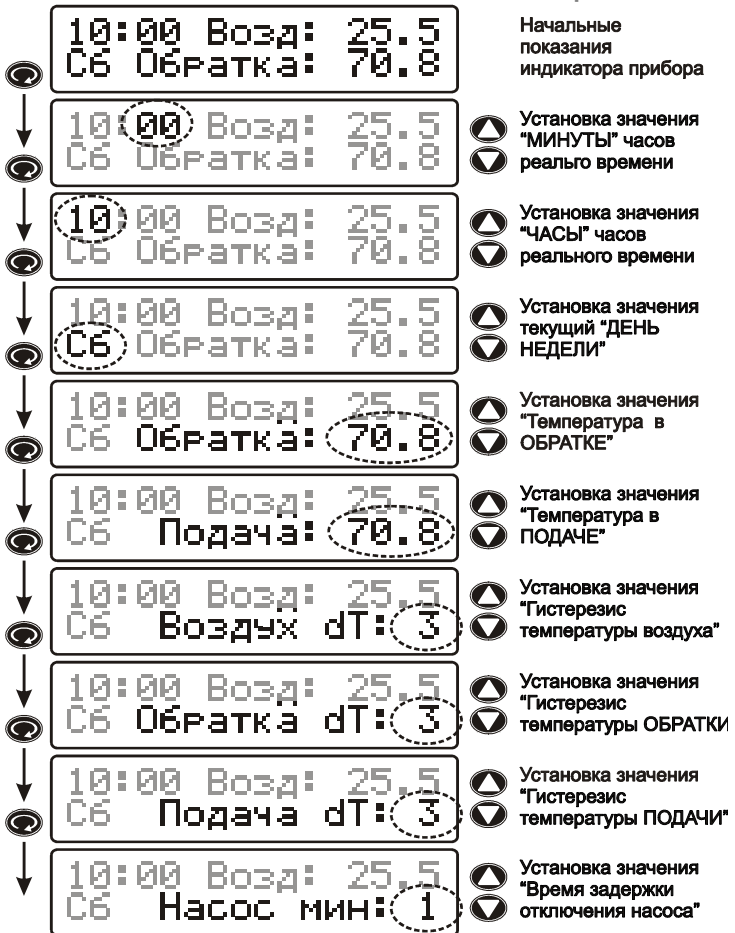 10:00 Возд: 25.5
Сб Обратка: 70.8
Начальные
показания
индикатора прибора
10:00 Возд: 25.5
Сб Обратка: 70.8
Установка значения
“МИНУТЫ” часов
реальго времени
10:00 Возд: 25.5
Сб Обратка: 70.8
Установка значения
“ЧАСЫ” часов
реального времени
10:00 Возд: 25.5
Сб Обратка: 70.8
Установка значения
текущий “ДЕНЬ
НЕДЕЛИ”
10:00 Возд: 25.5
Сб Обратка: 70.8
Установка значения
“Температура в
ОБРАТКЕ”
10:00 Возд: 25.5
Сб Подача: 70.8
Установка значения
“Температура в
ПОДАЧЕ”
10:00 Возд: 25.5
Сб Воздух dT: 3
Установка значения
“Гистерезис
температуры воздуха”
10:00 Возд: 25.5
Сб Обратка dT: 3
Установка значения
“Гистерезис
температуры ОБРАТКИ
10:00 Возд: 25.5
Сб Подача dT: 3
Установка значения
“Гистерезис
температуры ПОДАЧИ”
10:00 Возд: 25.5
Сб Насос мин: 1
Установка значения
“Время задержки
отключения насоса”